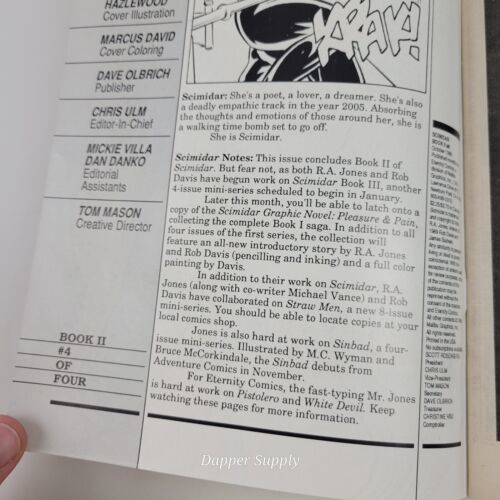 HAZLEWOOD
Cover Illustration
MARCUS DAVID
Cover Coloring
DAVE OLBRICH
Publisher
CHRIS ULM
Editor-In-Chief
MICKIE VILLA
DAN DANKO
Editorial
Assistants
TOM MASON
Creative Director
BOOK II
#4
OF
FOUR
KRAK!
Scimidar: She's a poet, a lover, a dreamer. She's also
a deadly empathic track in the year 2005. Absorbing
the thoughts and emotions of those around her, she is
a walking time bomb set to go off.
She is Scimidar.
Scimidar Notes: This issue concludes Book II of
Scimidar. But fear not, as both R.A. Jones and Rob
Davis have begun work on Scimidar Book III, another
4-issue mini-series scheduled to begin in January.
Later this month, you'll be able to latch onto a
copy of the Scimidar Graphic Novel: Pleasure & Pain,
collecting the complete Book I saga. In addition to all
four issues of the first series, the collection will
feature an all-new introductory story by R.A. Jones
and Rob Davis (pencilling and inking) and a full color
painting by Davis.
In addition to their work on Scimidar, R.A.
Jones (along with co-writer Michael Vance) and Rob
Davis have collaborated on Straw Men, a new 8-issue
mini-series. You should be able to locate copies at your
local comics shop.
Jones is also hard at work on Sinbad, a four-
issue mini-series. Illustrated by M.C. Wyman and
Bruce McCorkindale, the Sinbad debuts from
Adventure Comics in November.
For Eternity Comics, the fast-typing Mr. Jones
is hard at work on Pistolero and White Devil. Keep
watching these pages for more information.
SCOTT ROSENBERG
President
CHRIS ULM
Vice-President
TOM MASON
Secretary
DAVE OLBRICH
Treasurer
Comptroller
Dapper Supply